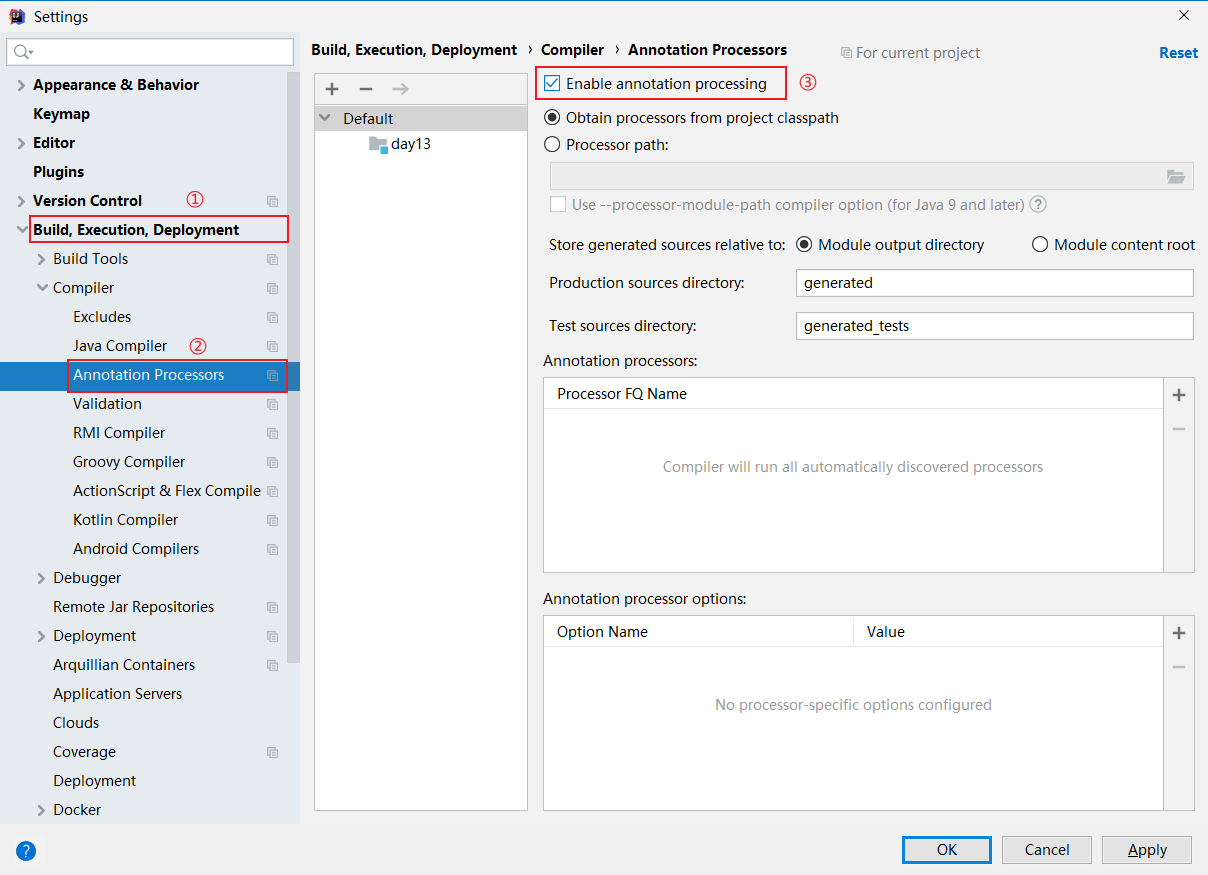 Settings
Appearance & Behavior
Keymap
Editor
Plugins
Version Control ①
Build, Execution, Deployment
Build Tools
Compiler
Excludes
Java Compiler ②
Annotation Processors
Validation
RMI Compiler
Groovy Compiler
ActionScript & Flex Compile
Kotlin Compiler
Android Compilers
Debugger
Remote Jar Repositories
Deployment
Arquillian Containers
Application Servers
Clouds
Coverage
Deployment
Docker
Build, Execution, Deployment › Compiler › Annotation Processors
For current project
Reset
Default
day13
Enable annotation processing ③
Obtain processors from project classpath
Processor path:
Use --processor-module-path compiler option (for Java 9 and later) ?
Store generated sources relative to: Module output directory Module content root
Production sources directory: generated
Test sources directory: generated_tests
Annotation processors:
Processor FQ Name
Compiler will run all automatically discovered processors
Annotation processor options:
Option Name Value
No processor-specific options configured
?
OK Cancel Apply